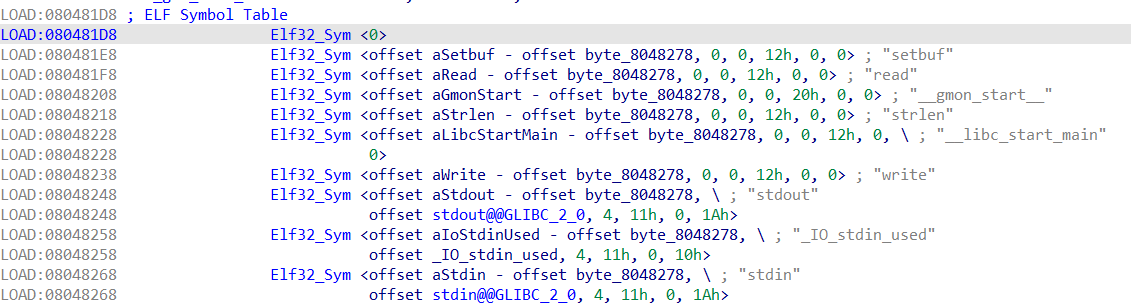 LOAD:080481D8 ; ELF Symbol Table
LOAD:080481D8 Elf32_Sym <0>
LOAD:080481E8 Elf32_Sym <offset aSetbuf - offset byte_8048278, 0, 0, 12h, 0, 0> ; "setbuf"
LOAD:080481F8 Elf32_Sym <offset aRead - offset byte_8048278, 0, 0, 12h, 0, 0> ; "read"
LOAD:08048208 Elf32_Sym <offset aGmonStart - offset byte_8048278, 0, 0, 20h, 0, 0> ; "__gmon_start__"
LOAD:08048218 Elf32_Sym <offset aStrlen - offset byte_8048278, 0, 0, 12h, 0, 0> ; "strlen"
LOAD:08048228 Elf32_Sym <offset aLibcStartMain - offset byte_8048278, 0, 0, 12h, 0, \ ; "__libc_start_main"
LOAD:08048228 0>
LOAD:08048238 Elf32_Sym <offset aWrite - offset byte_8048278, 0, 0, 12h, 0, 0> ; "write"
LOAD:08048248 Elf32_Sym <offset aStdout - offset byte_8048278, \ ; "stdout"
LOAD:08048248 offset stdout@@GLIBC_2_0, 4, 11h, 0, 1Ah>
LOAD:08048258 Elf32_Sym <offset aIoStdinUsed - offset byte_8048278, \ ; "_IO_stdin_used"
LOAD:08048258 offset _IO_stdin_used, 4, 11h, 0, 10h>
LOAD:08048268 Elf32_Sym <offset aStdin - offset byte_8048278, \ ; "stdin"
LOAD:08048268 offset stdin@@GLIBC_2_0, 4, 11h, 0, 1Ah>